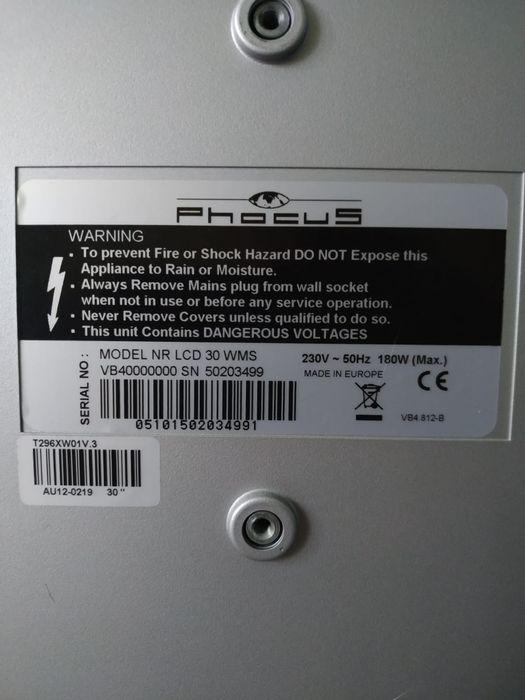 PhocuS
WARNING
• To prevent Fire or Shock Hazard DO NOT Expose this
Appliance to Rain or Moisture.
• Always Remove Mains plug from wall socket
when not in use or before any service operation.
• Never Remove Covers unless qualified to do so.
• This unit Contains DANGEROUS VOLTAGES
SERIAL NO :
MODEL NR LCD 30 WMS
VB40000000 SN 50203499
05101502034991
230V ~ 50Hz 180W (Max.)
MADE IN EUROPE
CE
VB4.812-B
T296XW01V.3
AU12-0219 30"